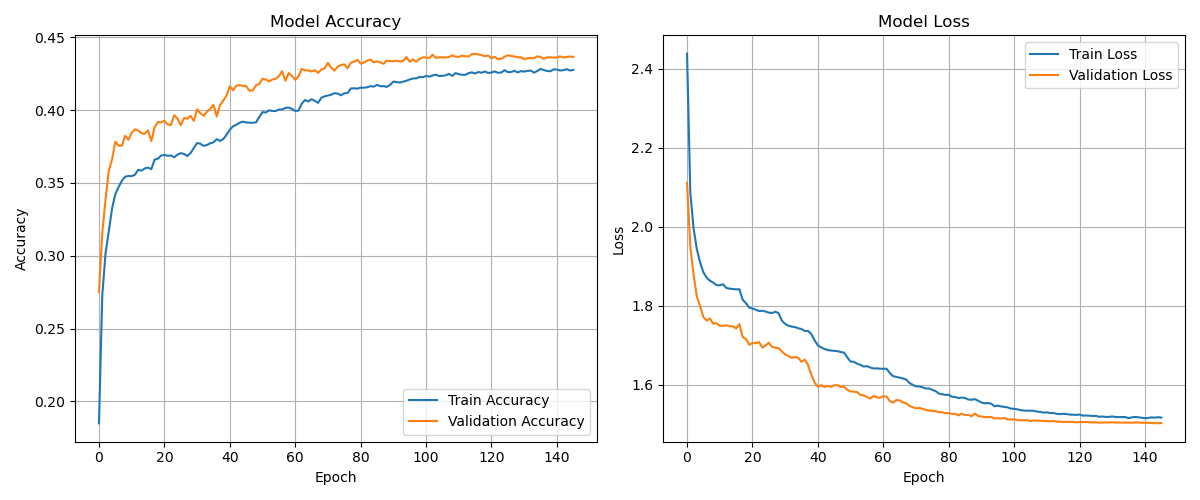 Model Accuracy
Accuracy
0.45
0.40
0.35
0.30
0.25
0.20
0 20 40 60 80 100 120 140
Epoch
Train Accuracy
Validation Accuracy
Model Loss
Loss
2.4
2.2
2.0
1.8
1.6
0 20 40 60 80 100 120 140
Epoch
Train Loss
Validation Loss